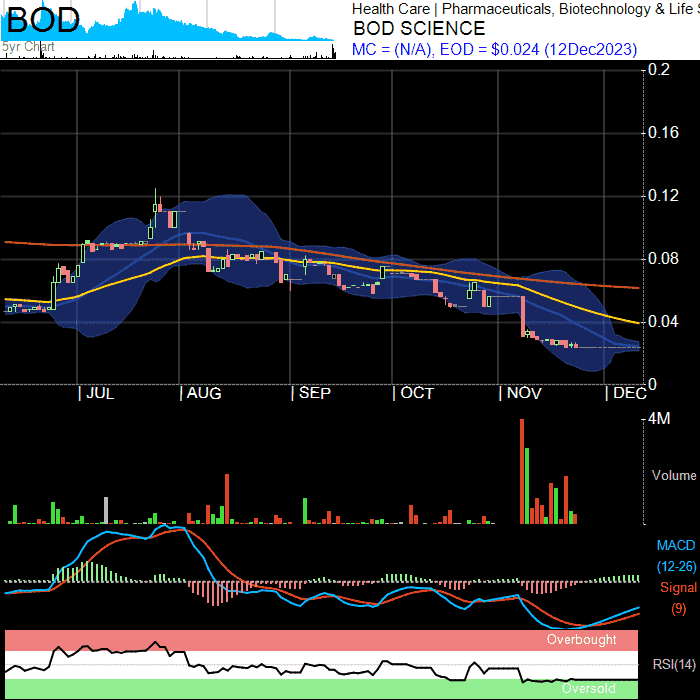 BOD
5yr Chart
Health Care | Pharmaceuticals, Biotechnology & Life S
BOD SCIENCE
MC = (N/A), EOD = $0.024 (12Dec2023)
0.2
0.16
0.12
0.08
0.04
0
| JUL | AUG | SEP | OCT | NOV | DEC
4M
Volume
MACD
(12-26)
Signal
(9)
Overbought
RSI(14)
Oversold